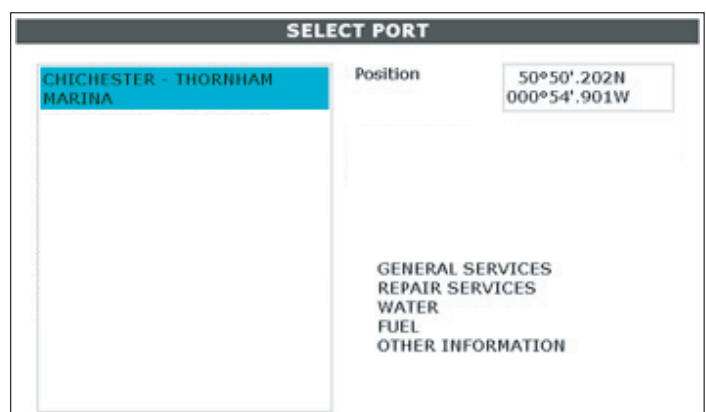 SELECT PORT
CHICHESTER - THORNHAM
MARINA
Position
50°50'.202N
000°54'.901W
GENERAL SERVICES
REPAIR SERVICES
WATER
FUEL
OTHER INFORMATION